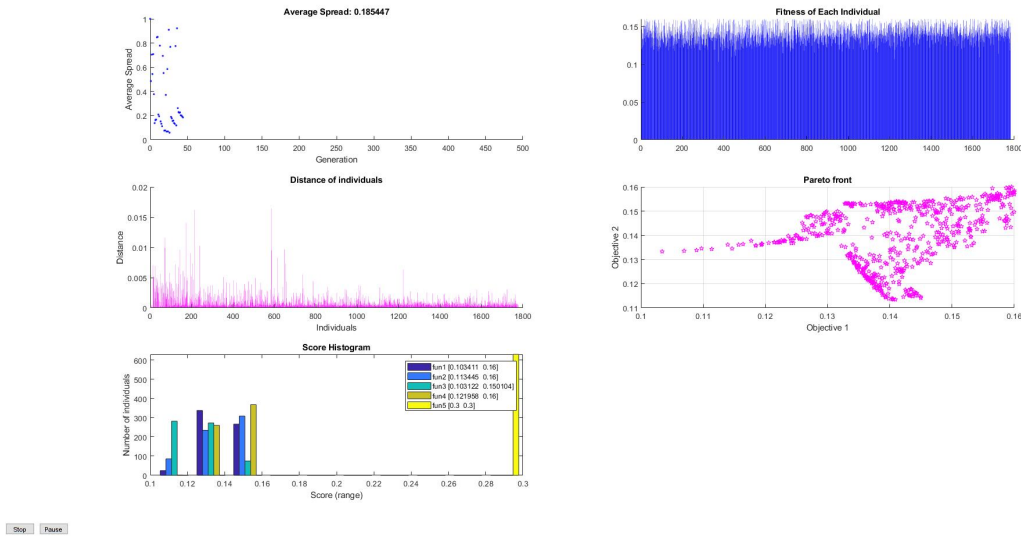 Average Spread: 0.185447
1
0.8
0.6
0.4
0.2
0
Average Spread
0 50 100 150 200 250 300 350 400 450 500
Generation
Fitness of Each Individual
0.15
0.1
0.05
0
0 200 400 600 800 1000 1200 1400 1600 1800
Distance of individuals
0.02
0.015
0.01
0.005
0
Distance
0 200 400 600 800 1000 1200 1400 1600 1800
Individuals
Pareto front
0.16
0.15
0.14
0.13
0.12
0.11
Objective 2
0.1 0.11 0.12 0.13 0.14 0.15 0.16
Objective 1
Score Histogram
600
500
400
300
200
100
0
Number of individuals
fun1 [0.103411 0.16]
fun2 [0.113445 0.16]
fun3 [0.103122 0.150104]
fun4 [0.121958 0.16]
fun5 [0.3 0.3]
0.1 0.12 0.14 0.16 0.18 0.2 0.22 0.24 0.26 0.28 0.3
Score (range)
Stop Pause